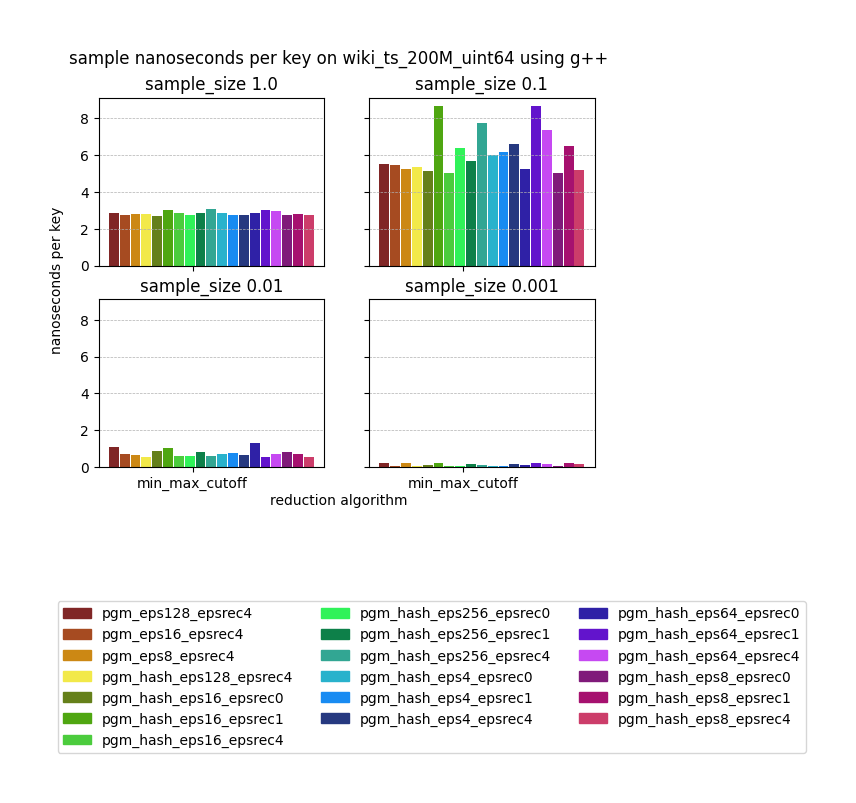 sample nanoseconds per key on wiki_ts_200M_uint64 using g++
sample_size 1.0
sample_size 0.1
8
6
4
2
0
sample_size 0.01
sample_size 0.001
nanoseconds per key
8
6
4
2
0
min_max_cutoff
min_max_cutoff
reduction algorithm
pgm_eps128_epsrec4
pgm_eps16_epsrec4
pgm_eps8_epsrec4
pgm_hash_eps128_epsrec4
pgm_hash_eps16_epsrec0
pgm_hash_eps16_epsrec1
pgm_hash_eps16_epsrec4
pgm_hash_eps256_epsrec0
pgm_hash_eps256_epsrec1
pgm_hash_eps256_epsrec4
pgm_hash_eps4_epsrec0
pgm_hash_eps4_epsrec1
pgm_hash_eps4_epsrec4
pgm_hash_eps64_epsrec0
pgm_hash_eps64_epsrec1
pgm_hash_eps64_epsrec4
pgm_hash_eps8_epsrec0
pgm_hash_eps8_epsrec1
pgm_hash_eps8_epsrec4